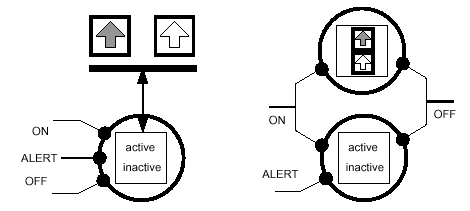 ON
ALERT
OFF
active
inactive
ON
OFF
ALERT
active
inactive